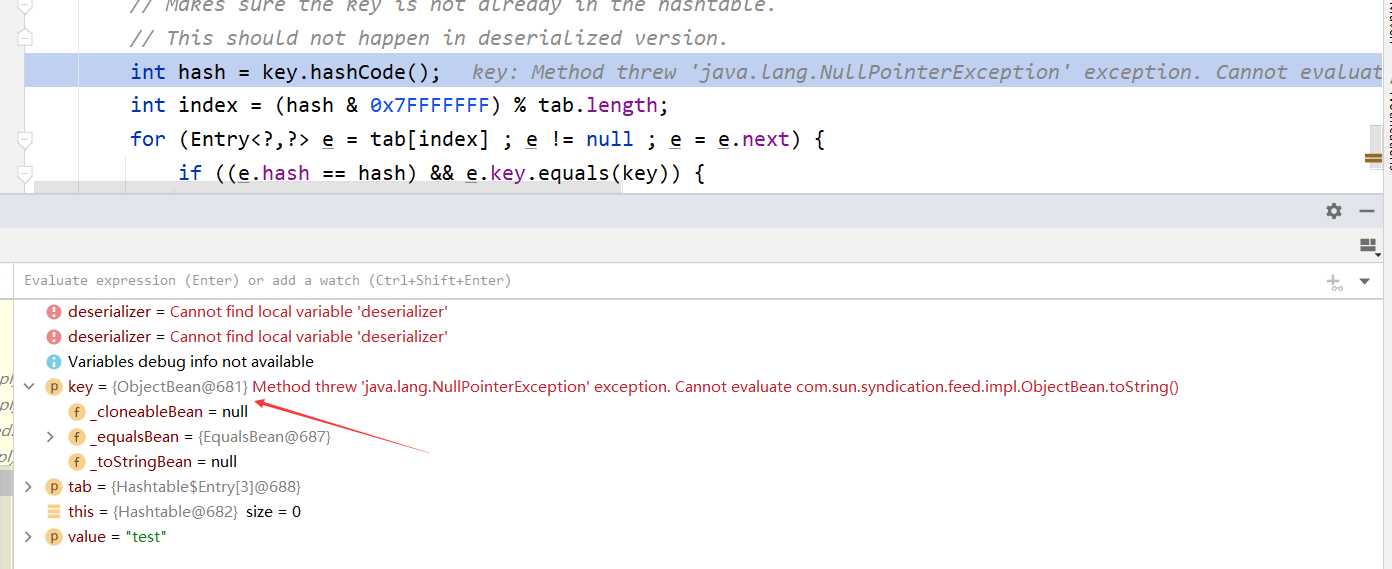 // Makes sure the key is not already in the hashtable.
// This should not happen in deserialized version.
int hash = key.hashCode();   key: Method threw 'java.lang.NullPointerException' exception. Cannot evaluat
int index = (hash & 0x7FFFFFFF) % tab.length;
for (Entry<?,?> e = tab[index] ; e != null ; e = e.next) {
if ((e.hash == hash) && e.key.equals(key)) {
Evaluate expression (Enter) or add a watch (Ctrl+Shift+Enter)
deserializer = Cannot find local variable 'deserializer'
deserializer = Cannot find local variable 'deserializer'
Variables debug info not available
key = {ObjectBean@681} Method threw 'java.lang.NullPointerException' exception. Cannot evaluate com.sun.syndication.feed.impl.ObjectBean.toString()
_cloneableBean = null
_equalsBean = {EqualsBean@687}
_toStringBean = null
tab = {Hashtable$Entry[3]@688}
this = {Hashtable@682} size = 0
value = "test"